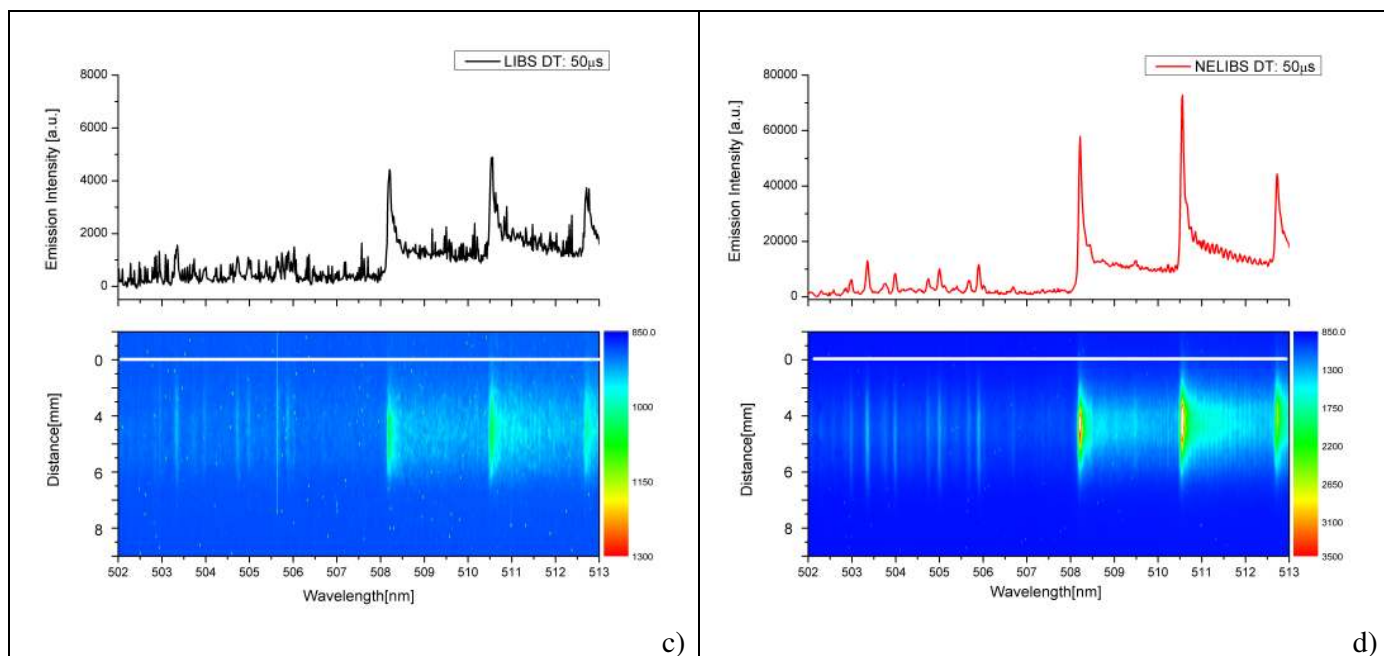 LIBS DT: 50μs
8000
6000
4000
2000
0
Emission Intensity [a.u.]
0
4
6
8
Distance[mm]
850.0
1000
1150
1300
502 503 504 505 506 507 508 509 510 511 512 513
Wavelength[nm]
c)
NELIBS DT: 50μs
80000
60000
40000
20000
0
Emission Intensity [a.u.]
0
2
4
6
8
Distance[mm]
850.0
1300
1750
2200
2650
3100
3500
502 503 504 505 506 507 508 509 510 511 512 513
Wavelength[nm]
d)